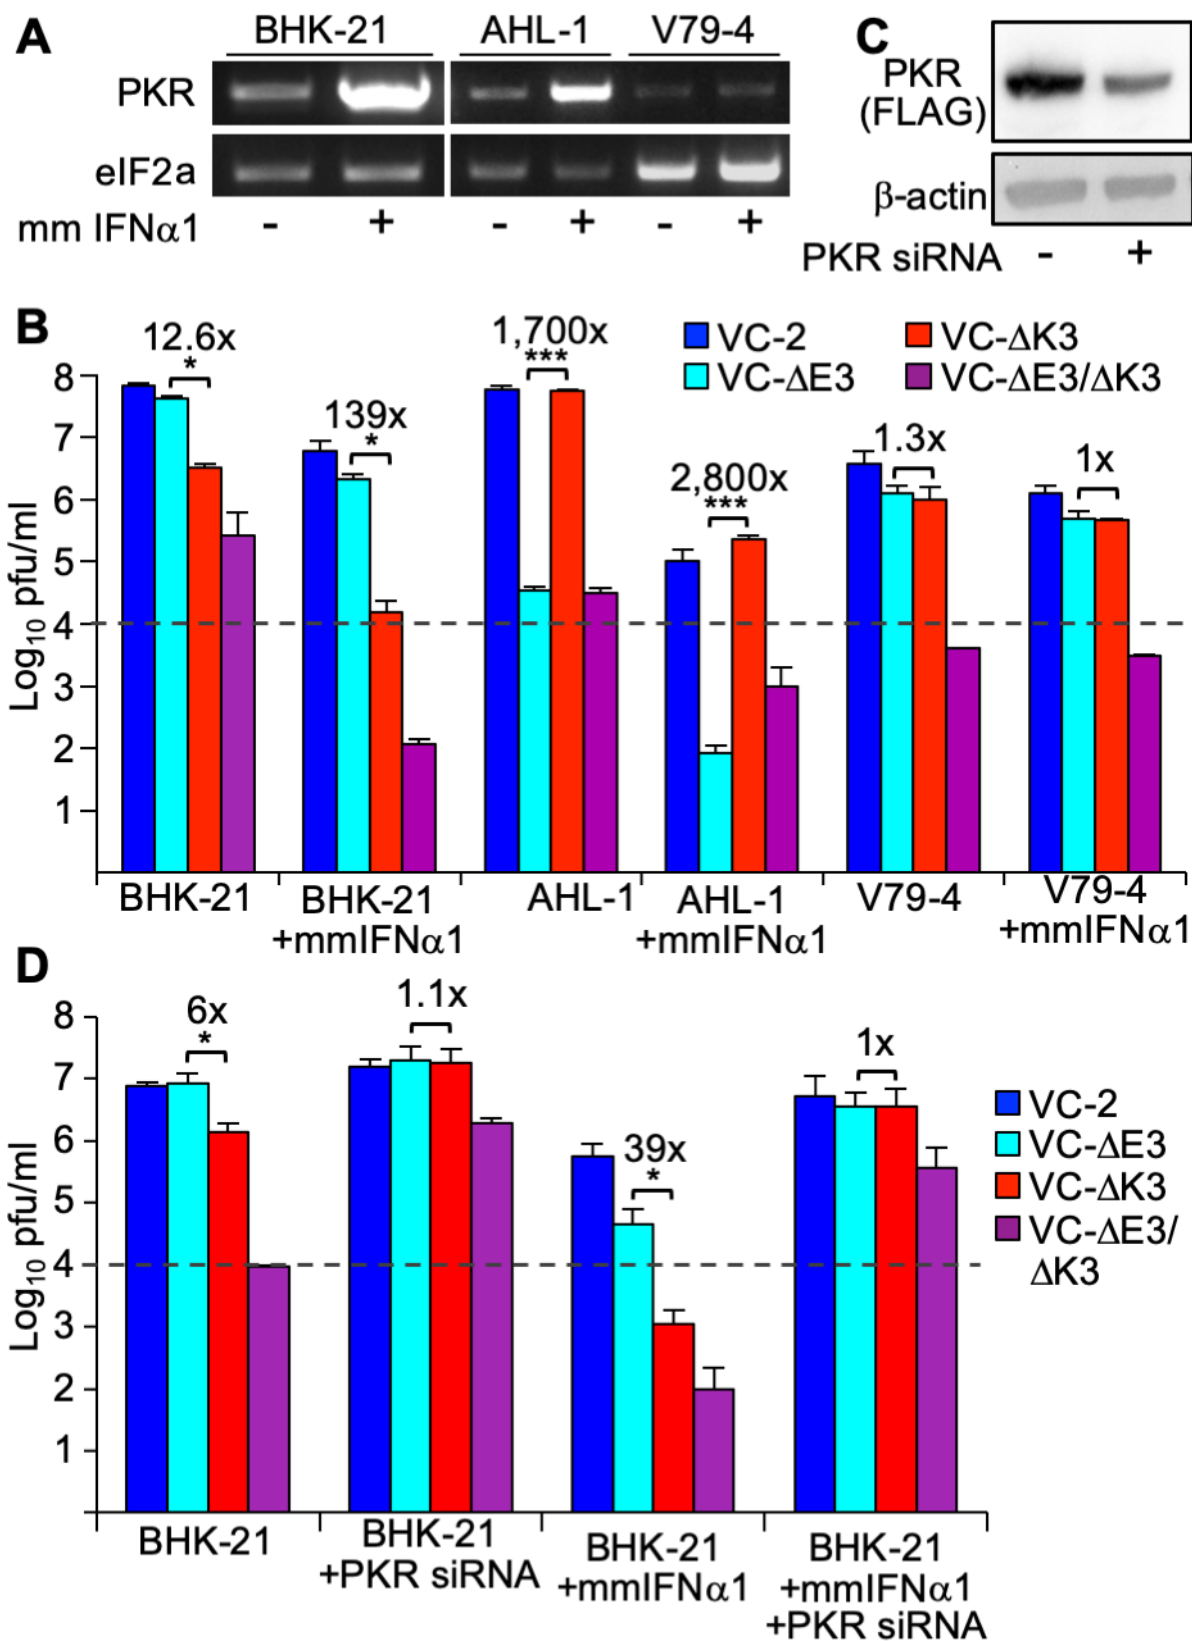 A
BHK-21 AHL-1 V79-4
PKR
eIF2a
mm IFNα1 - + - + - +
C
PKR
(FLAG)
β-actin
PKR siRNA - +
B
VC-2
VC-ΔE3
VC-ΔK3
VC-ΔE3/ΔK3
12.6x
*
139x
*
1,700x
***
2,800x
***
1.3x
1x
Log10 pfu/ml
8
7
6
5
4
3
2
1
BHK-21
BHK-21
+mmIFNα1
AHL-1
AHL-1
+mmIFNα1
V79-4
V79-4
+mmIFNα1
D
6x
*
1.1x
39x
*
1x
Log10 pfu/ml
8
7
6
5
4
3
2
1
VC-2
VC-ΔE3
VC-ΔK3
VC-ΔE3/
ΔK3
BHK-21
BHK-21
+PKR siRNA
BHK-21
+mmIFNα1
BHK-21
+mmIFNα1
+PKR siRNA